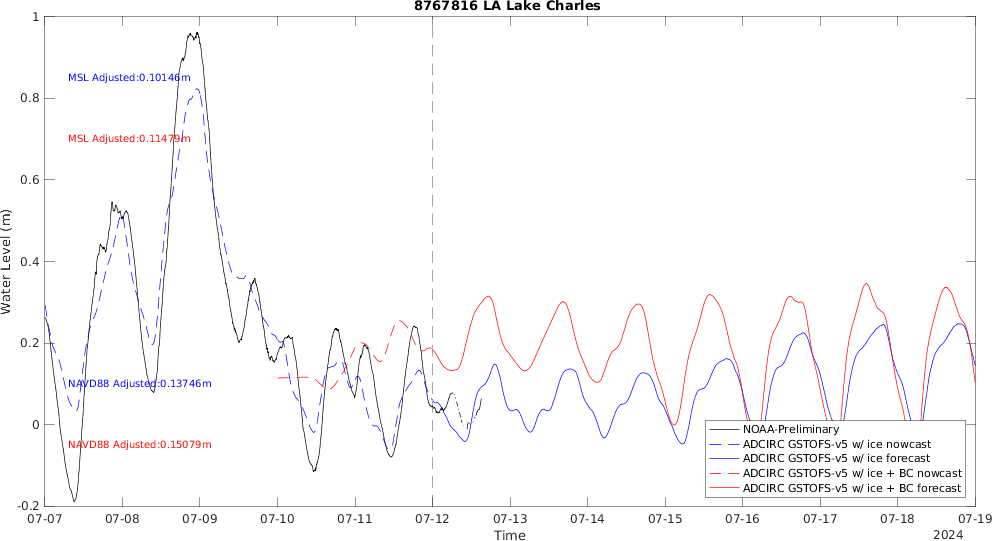 8767816 LA Lake Charles
1
0.8
0.6
0.4
0.2
0
-0.2
Water Level (m)
MSL Adjusted:0.10146m
MSL Adjusted:0.11479m
NAVD88 Adjusted:0.13746m
NAVD88 Adjusted:0.15079m
NOAA-Preliminary
ADCIRC GSTOFS-v5 w/ ice nowcast
ADCIRC GSTOFS-v5 w/ ice forecast
ADCIRC GSTOFS-v5 w/ ice + BC nowcast
ADCIRC GSTOFS-v5 w/ ice + BC forecast
07-07 07-08 07-09 07-10 07-11 07-12 07-13 07-14 07-15 07-16 07-17 07-18 07-19
Time
2024